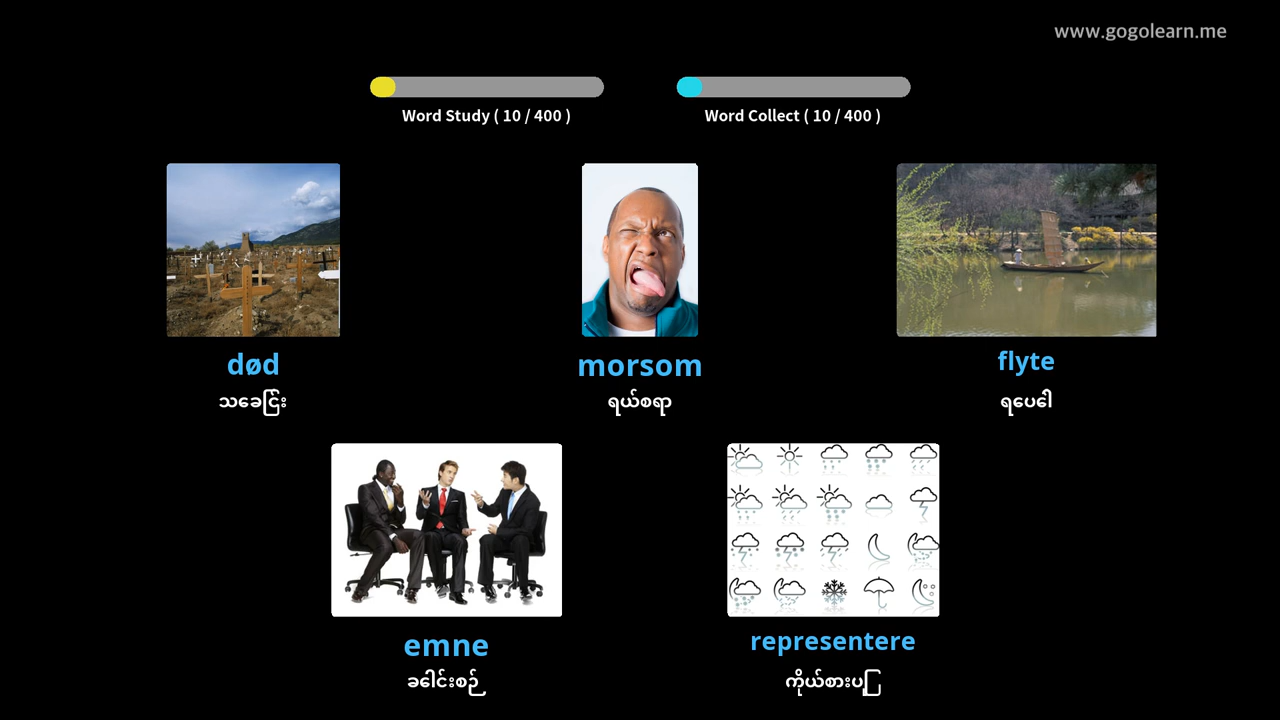 www.gogolearn.me
Word Study ( 10 / 400 )
Word Collect ( 10 / 400 )
død
သေခြင်း
morsom
ရယ်စရာ
flyte
ရေပေါ်
emne
ခေါင်းစဉ်
representere
ကိုယ်စားပြု